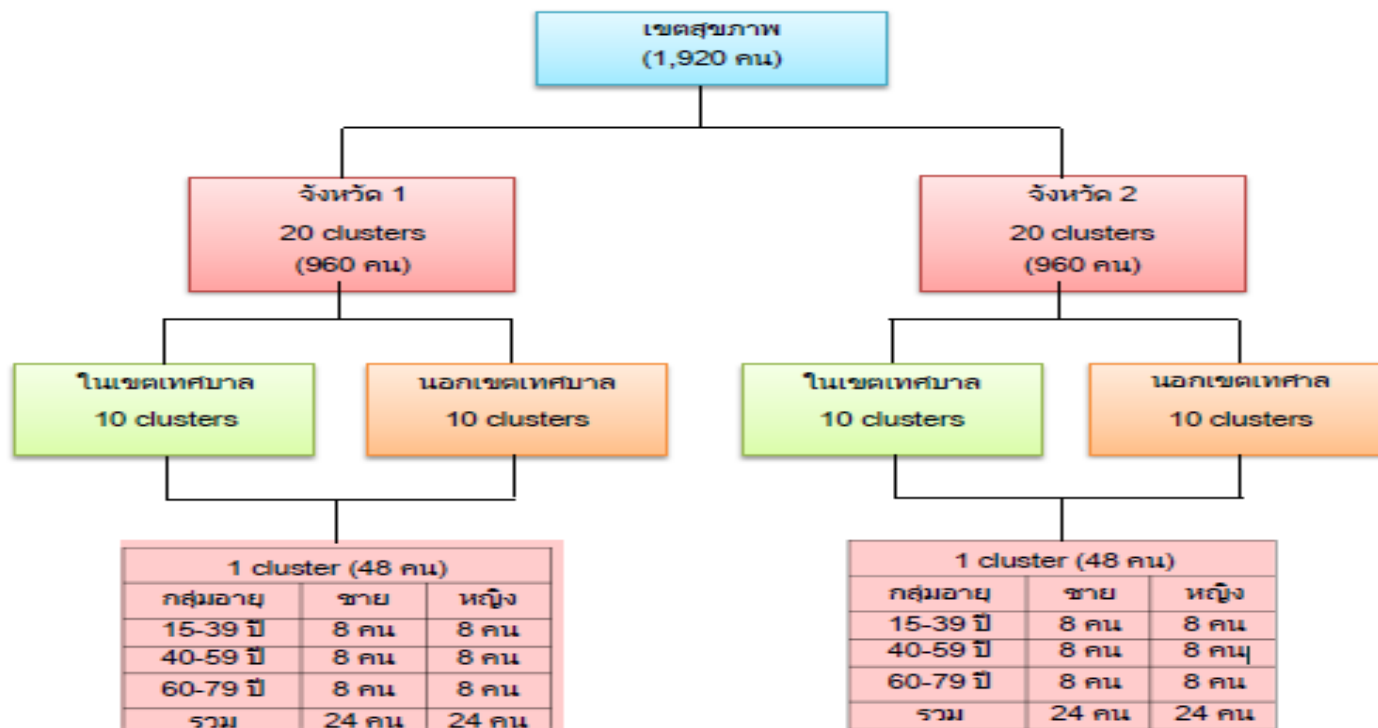 เขตสุขภาพ
(1,920 คน)
จังหวัด 1
20 clusters
(960 คน)
จังหวัด 2
20 clusters
(960 คน)
ในเขตเทศบาล
10 clusters
นอกเขตเทศบาล
10 clusters
ในเขตเทศบาล
10 clusters
นอกเขตเทศาล
10 clusters
1 cluster (48 คน)
กลุ่มอายุ ชาย หญิง
15-39 ปี 8 คน 8 คน
40-59 ปี 8 คน 8 คน
60-79 ปี 8 คน 8 คน
รวม 24 คน 24 คน
1 cluster (48 คน)
กลุ่มอายุ ชาย หญิง
15-39 ปี 8 คน 8 คน
40-59 ปี 8 คน 8 คน
60-79 ปี 8 คน 8 คน
รวม 24 คน 24 คน